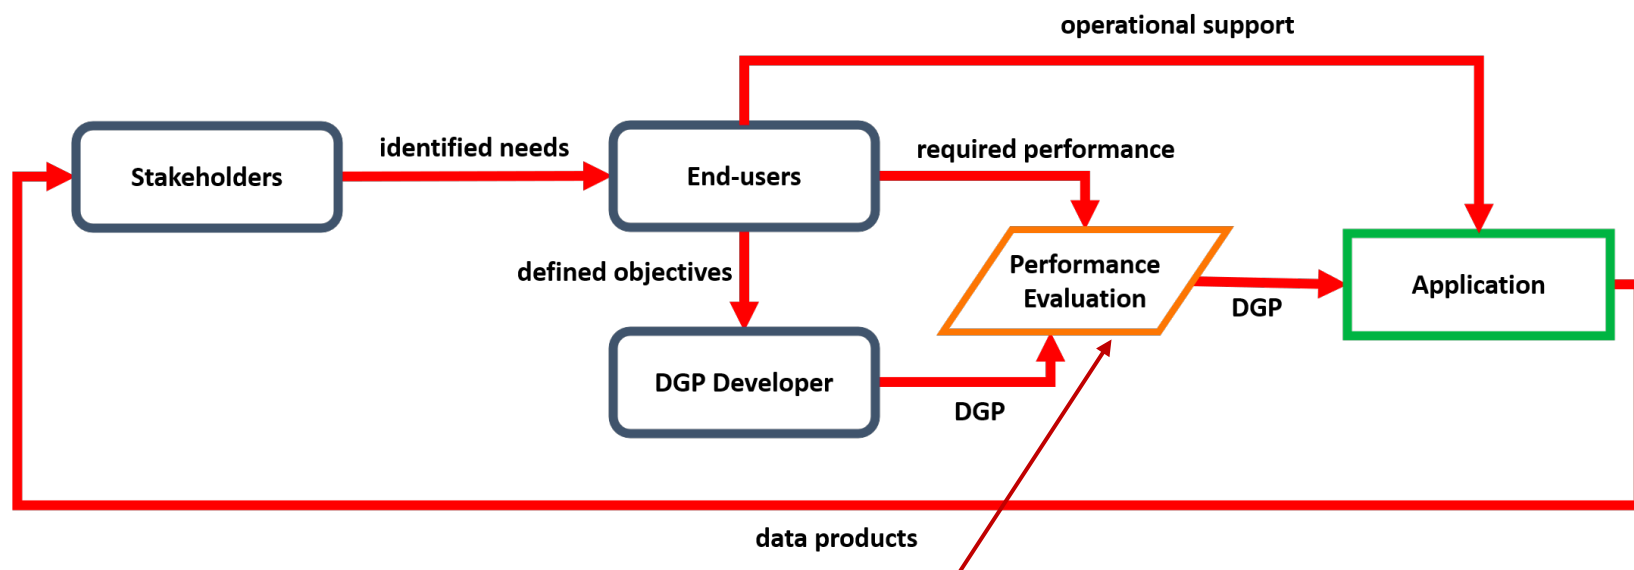 operational support
identified needs
required performance
Stakeholders
End-users
defined objectives
Performance
Evaluation
Application
DGP
DGP Developer
DGP
data products